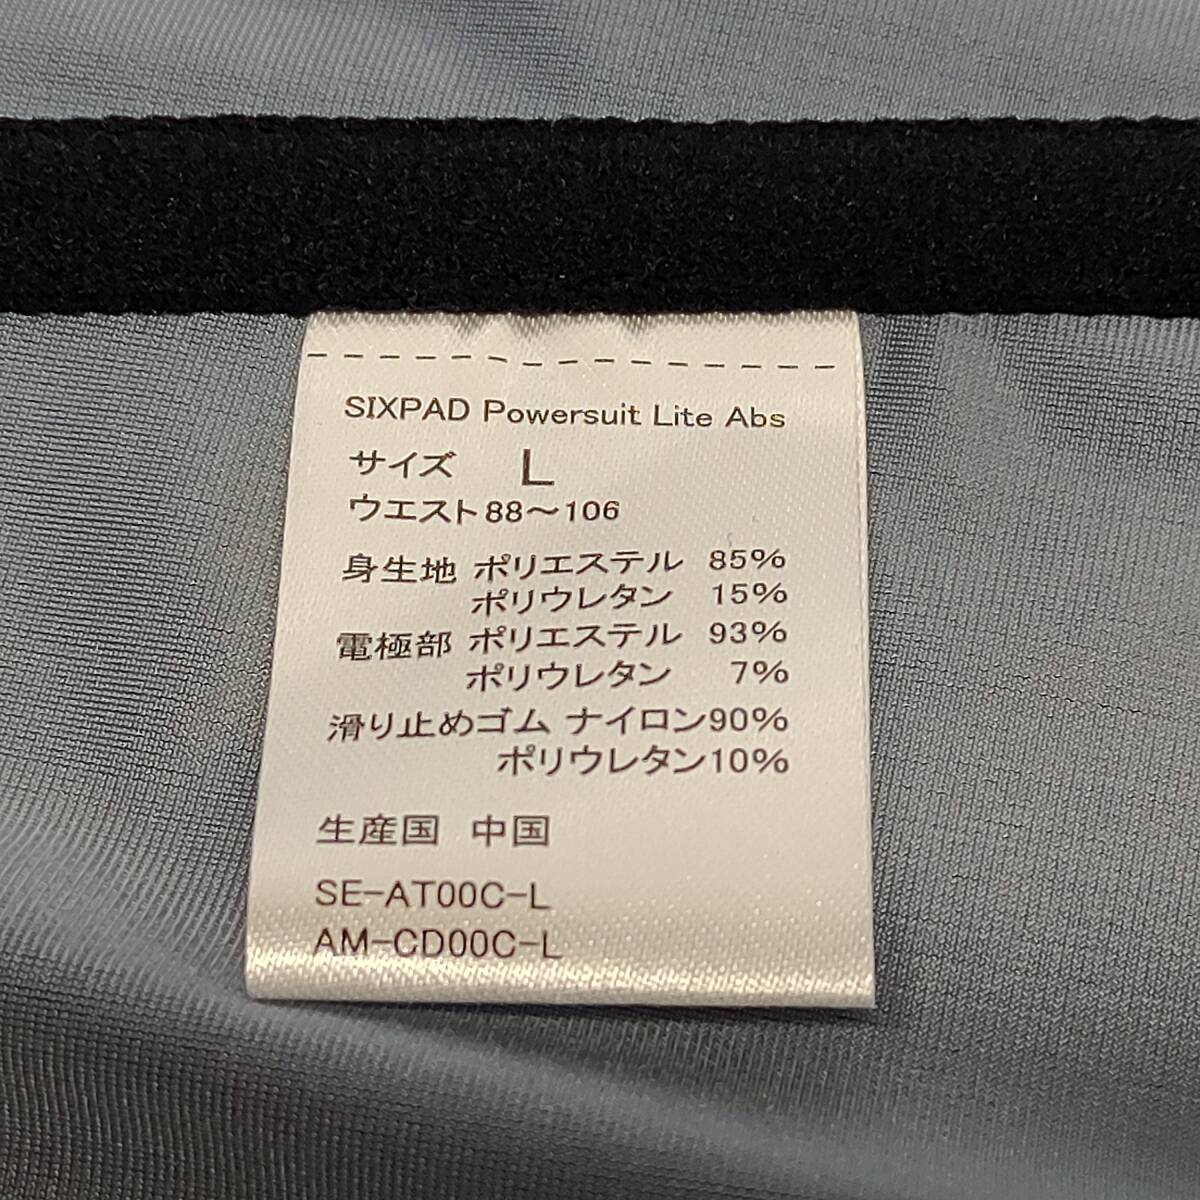 SIXPAD Powersuit Lite Abs
サイズ L
ウエスト88～106
身生地 ポリエステル 85%
ポリウレタン 15%
電極部 ポリエステル 93%
ポリウレタン 7%
滑り止めゴム ナイロン90%
ポリウレタン10%
生産国 中国
SE-AT00C-L
AM-CD00C-L